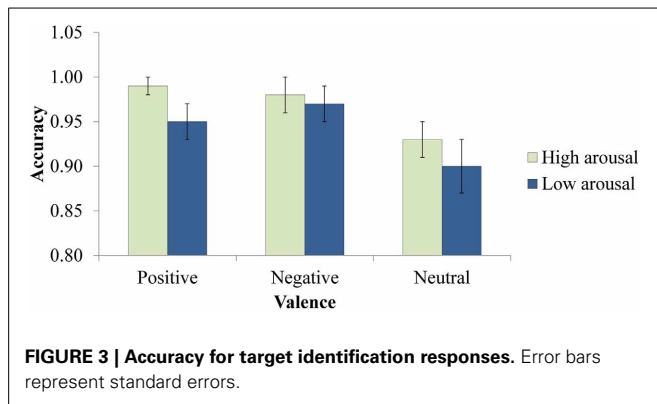 1.05
1.00
0.95
0.90
0.85
0.80
Accuracy
Positive
Negative
Neutral
Valence
High arousal
Low arousal
FIGURE 3 | Accuracy for target identification responses. Error bars
represent standard errors.